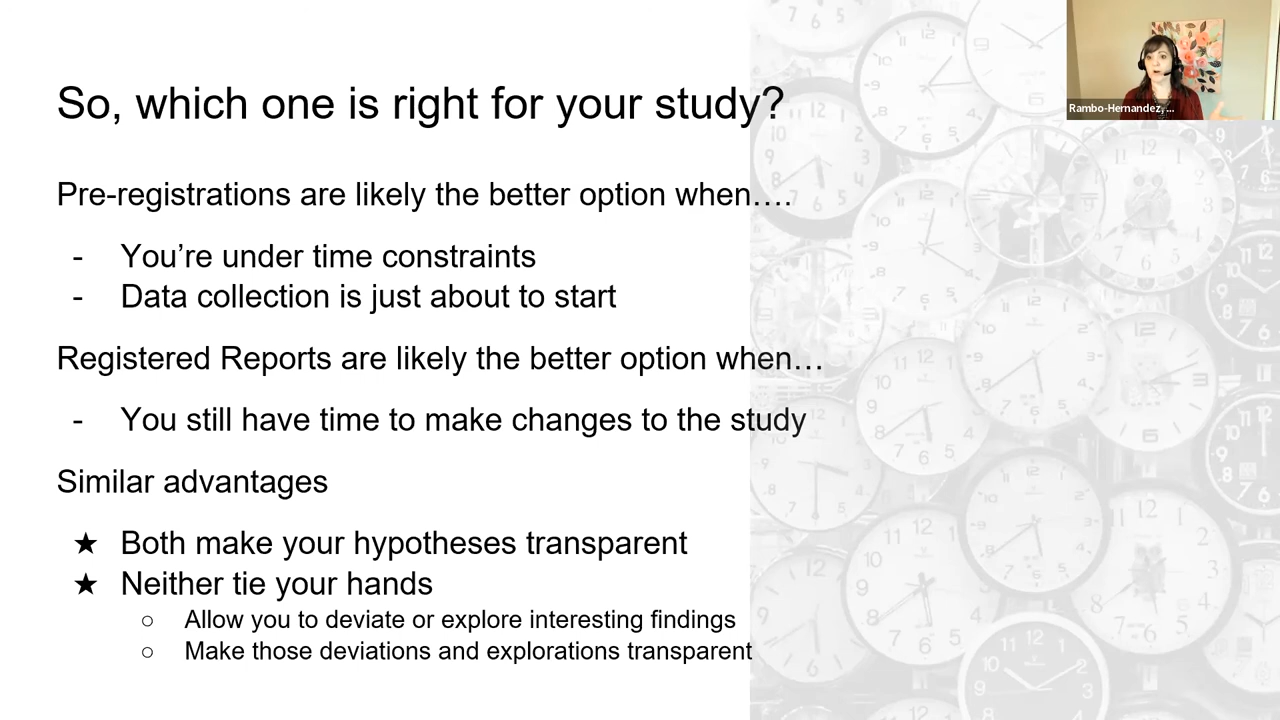 So, which one is right for your study?
Pre-registrations are likely the better option when….
- You’re under time constraints
- Data collection is just about to start
Registered Reports are likely the better option when…
- You still have time to make changes to the study
Similar advantages
★ Both make your hypotheses transparent
★ Neither tie your hands
○ Allow you to deviate or explore interesting findings
○ Make those deviations and explorations transparent
Rambo-Hernandez, ...